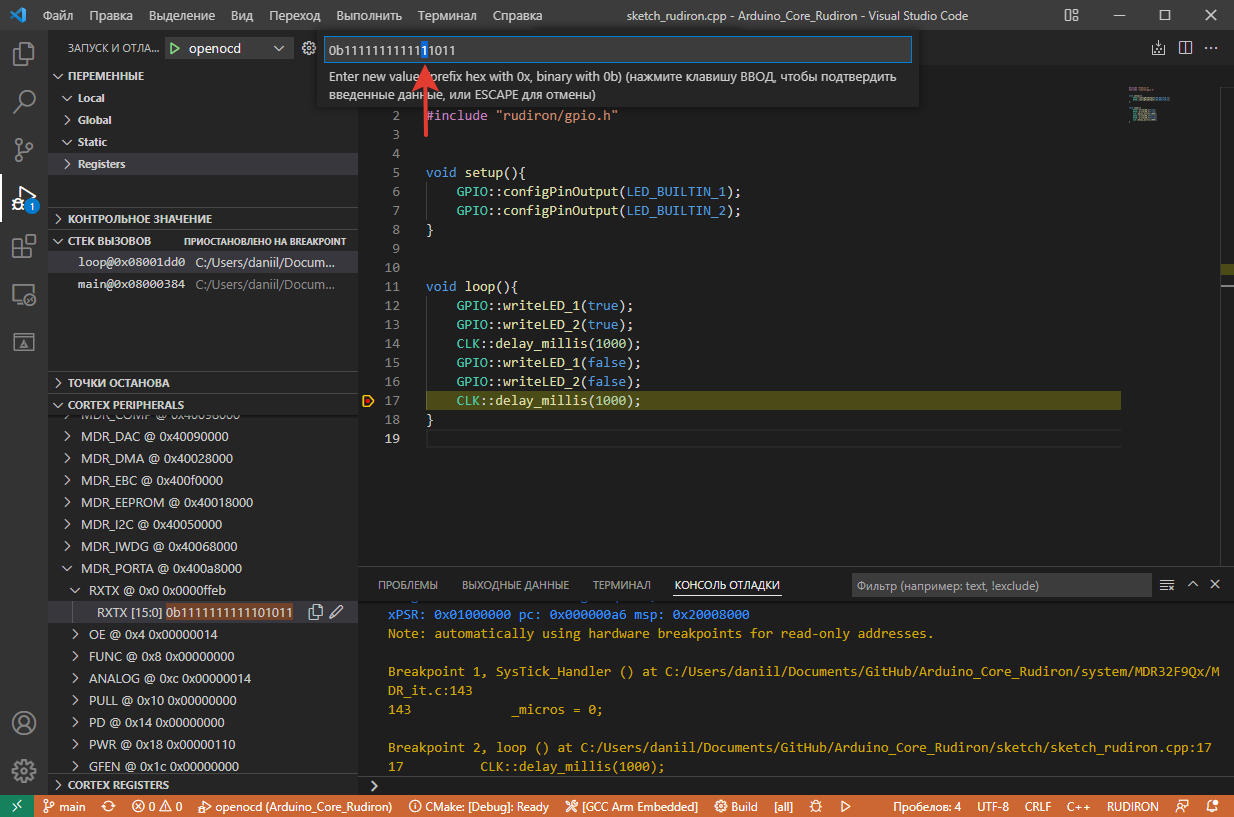 Файл Правка Выделение Вид Переход Выполнить Терминал Справка sketch_rudiron.cpp - Arduino_Core_Rudiron - Visual Studio Code
ЗАПУСК И ОТЛА... openocd
0b1111111111111011
Enter new value (prefix hex with 0x, binary with 0b) (нажмите клавишу ВВОД, чтобы подтвердить
введенные данные, или ESCAPE для отмены)
ПЕРЕМЕННЫЕ
Local
Global
Static
Registers
КОНТРОЛЬНОЕ ЗНАЧЕНИЕ
СТЕК ВЫЗОВОВ ПРИОСТАНОВЛЕНО НА BREAKPOINT
loop@0x08001dd0 C:/Users/daniil/Docum...
main@0x08000384 C:/Users/daniil/Docum...
ТОЧКИ ОСТАНОВА
CORTEX PERIPHERALS
MDR_COMP @ 0x40098000
MDR_DAC @ 0x40090000
MDR_DMA @ 0x40028000
MDR_EBC @ 0x400f0000
MDR_EEPROM @ 0x40018000
MDR_I2C @ 0x40050000
MDR_IWDG @ 0x40068000
MDR_PORTA @ 0x400a8000
RXTX @ 0x0 0x0000ffeb
RXTX [15:0] 0b1111111111101011
OE @ 0x4 0x00000014
FUNC @ 0x8 0x00000000
ANALOG @ 0xc 0x00000014
PULL @ 0x10 0x00000000
PD @ 0x14 0x00000000
PWR @ 0x18 0x00000110
GFEN @ 0x1c 0x00000000
CORTEX REGISTERS
1
2 #include "rudiron/gpio.h"
3
4
5 void setup(){
6 GPIO::configPinOutput(LED_BUILTIN_1);
7 GPIO::configPinOutput(LED_BUILTIN_2);
8 }
9
10
11 void loop(){
12 GPIO::writeLED_1(true);
13 GPIO::writeLED_2(true);
14 CLK::delay_millis(1000);
15 GPIO::writeLED_1(false);
16 GPIO::writeLED_2(false);
17 CLK::delay_millis(1000);
18 }
19
ПРОБЛЕМЫ ВЫХОДНЫЕ ДАННЫЕ ТЕРМИНАЛ КОНСОЛЬ ОТЛАДКИ Фильтр (например: text, !exclude)
xPSR: 0x01000000 pc: 0x000000a6 msp: 0x20008000
Note: automatically using hardware breakpoints for read-only addresses.
Breakpoint 1, SysTick_Handler () at C:/Users/daniil/Documents/GitHub/Arduino_Core_Rudiron/system/MDR32F9Qx/M
DR_it.c:143
143 _micros = 0;
Breakpoint 2, loop () at C:/Users/daniil/Documents/GitHub/Arduino_Core_Rudiron/sketch/sketch_rudiron.cpp:17
17 CLK::delay_millis(1000);
main 0 0 openocd (Arduino_Core_Rudiron) CMake: [Debug]: Ready [GCC Arm Embedded] Build [all] Пробелов: 4 UTF-8 CRLF C++ RUDIRON